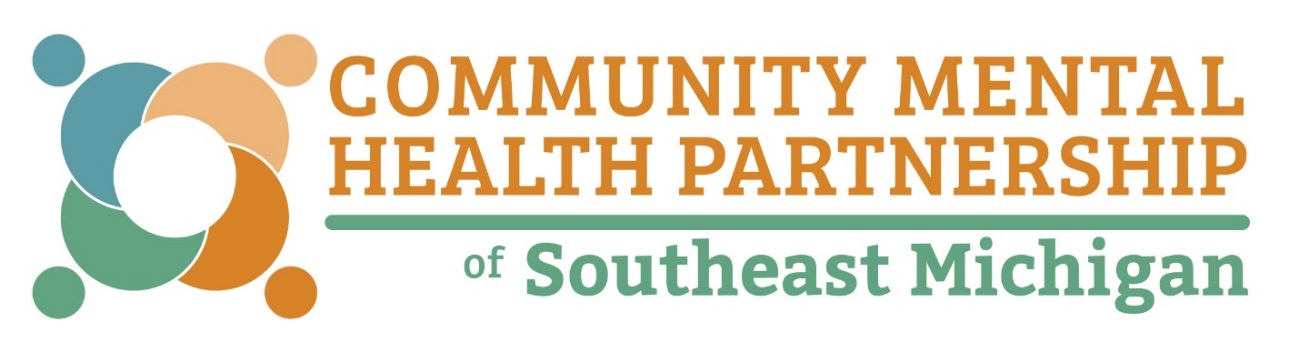 COMMUNITY MENTAL
HEALTH PARTNERSHIP
of Southeast Michigan